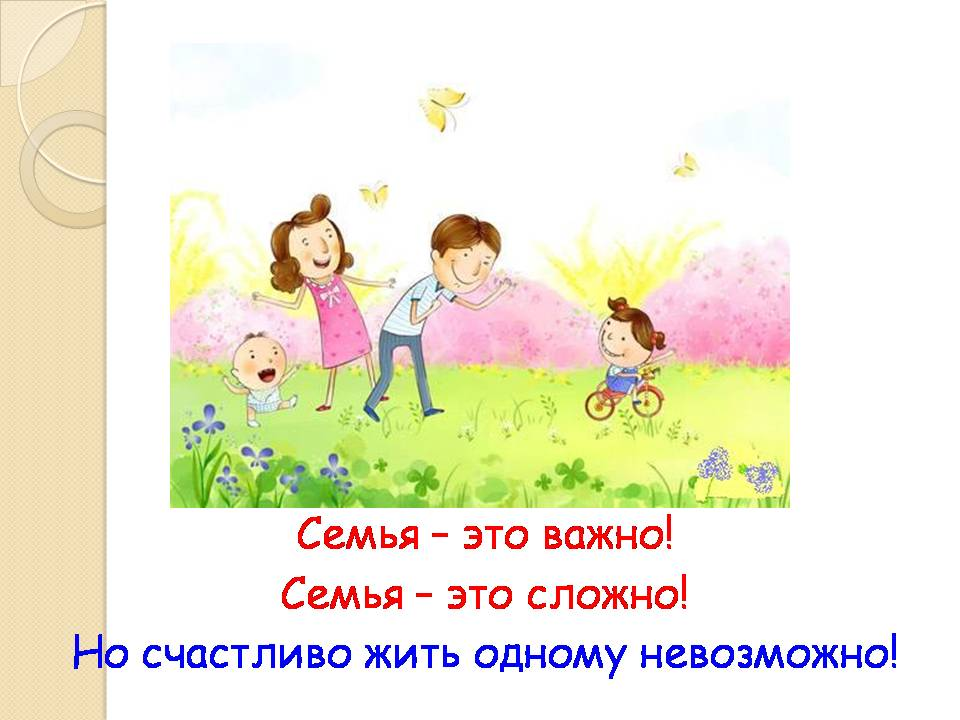 Семья – это важно!
Семья – это сложно!
Но счастливо жить одному невозможно!